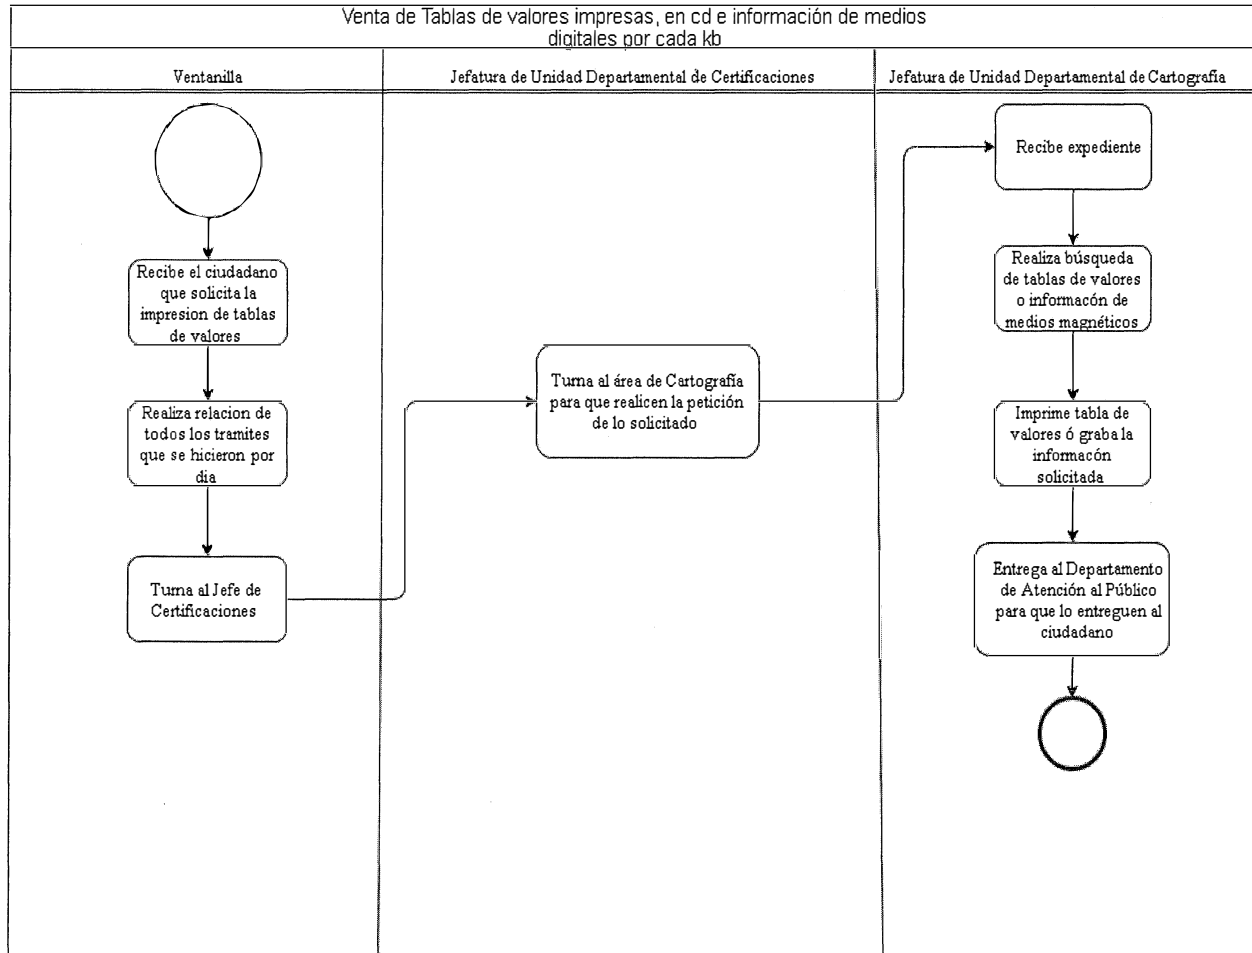 Venta de Tablas de valores impresas, en cd e información de medios
digitales por cada kb
Ventanilla
Jefatura de Unidad Departamental de Certificaciones
Jefatura de Unidad Departamental de Cartografía
Recibe el ciudadano
que solicita la
impresion de tablas
de valores
Realiza relacion de
todos los tramites
que se hicieron por
dia
Turna al Jefe de
Certificaciones
Turna al área de Cartografía
para que realicen la petición
de lo solicitado
Recibe expediente
Realiza búsqueda
de tablas de valores
o informacón de
medios magnéticos
Imprime tabla de
valores ó graba la
informacón
solicitada
Entrega al Departamento
de Atención al Público
para que lo entreguen al
ciudadano